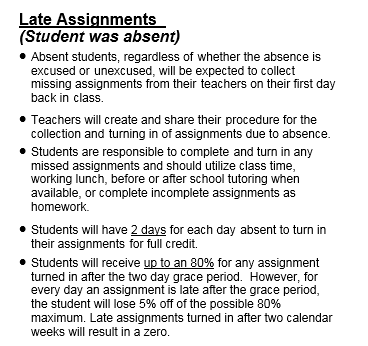 Late Assignments
(Student was absent)
● Absent students, regardless of whether the absence is
excused or unexcused, will be expected to collect
missing assignments from their teachers on their first day
back in class.
● Teachers will create and share their procedure for the
collection and turning in of assignments due to absence.
● Students are responsible to complete and turn in any
missed assignments and should utilize class time,
working lunch, before or after school tutoring when
available, or complete incomplete assignments as
homework.
● Students will have 2 days for each day absent to turn in
their assignments for full credit.
● Students will receive up to an 80% for any assignment
turned in after the two day grace period.  However, for
every day an assignment is late after the grace period,
the student will lose 5% off of the possible 80%
maximum. Late assignments turned in after two calendar
weeks will result in a zero.